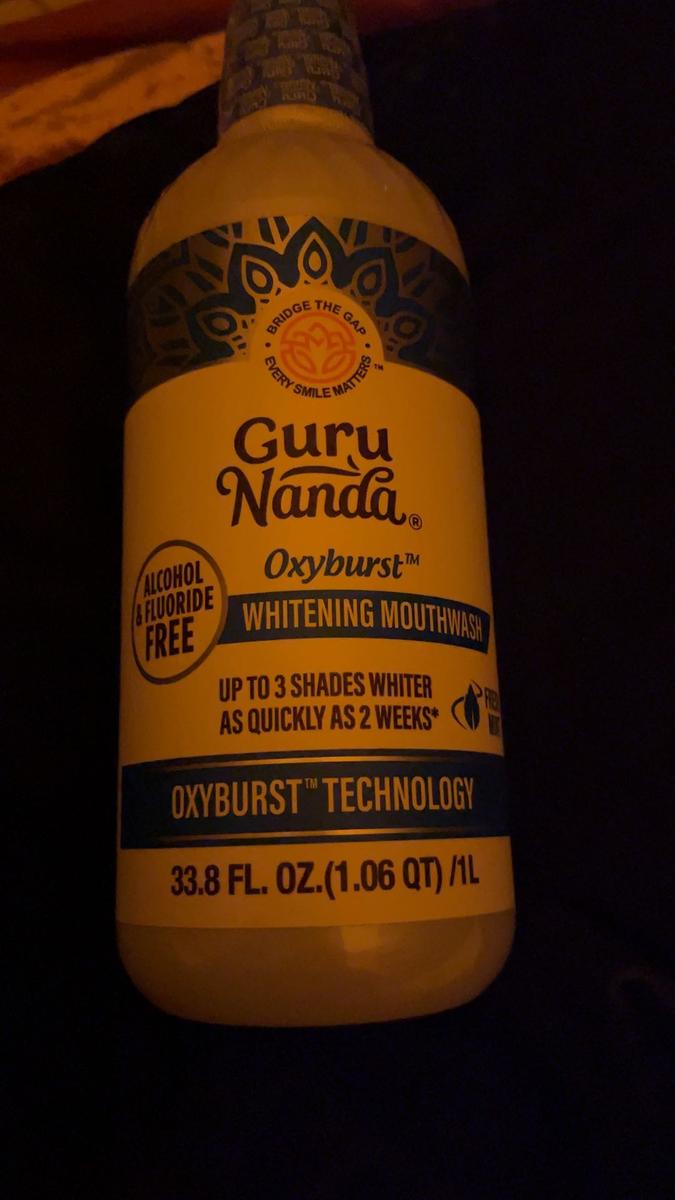 BRIDGE THE GAP
EVERY SMILE MATTERS™
Guru
Nanda®
Oxyburst™
ALCOHOL
& FLUORIDE
FREE
WHITENING MOUTHWASH
UP TO 3 SHADES WHITER
AS QUICKLY AS 2 WEEKS*
OXYBURST™ TECHNOLOGY
33.8 FL. OZ.(1.06 QT) /1L